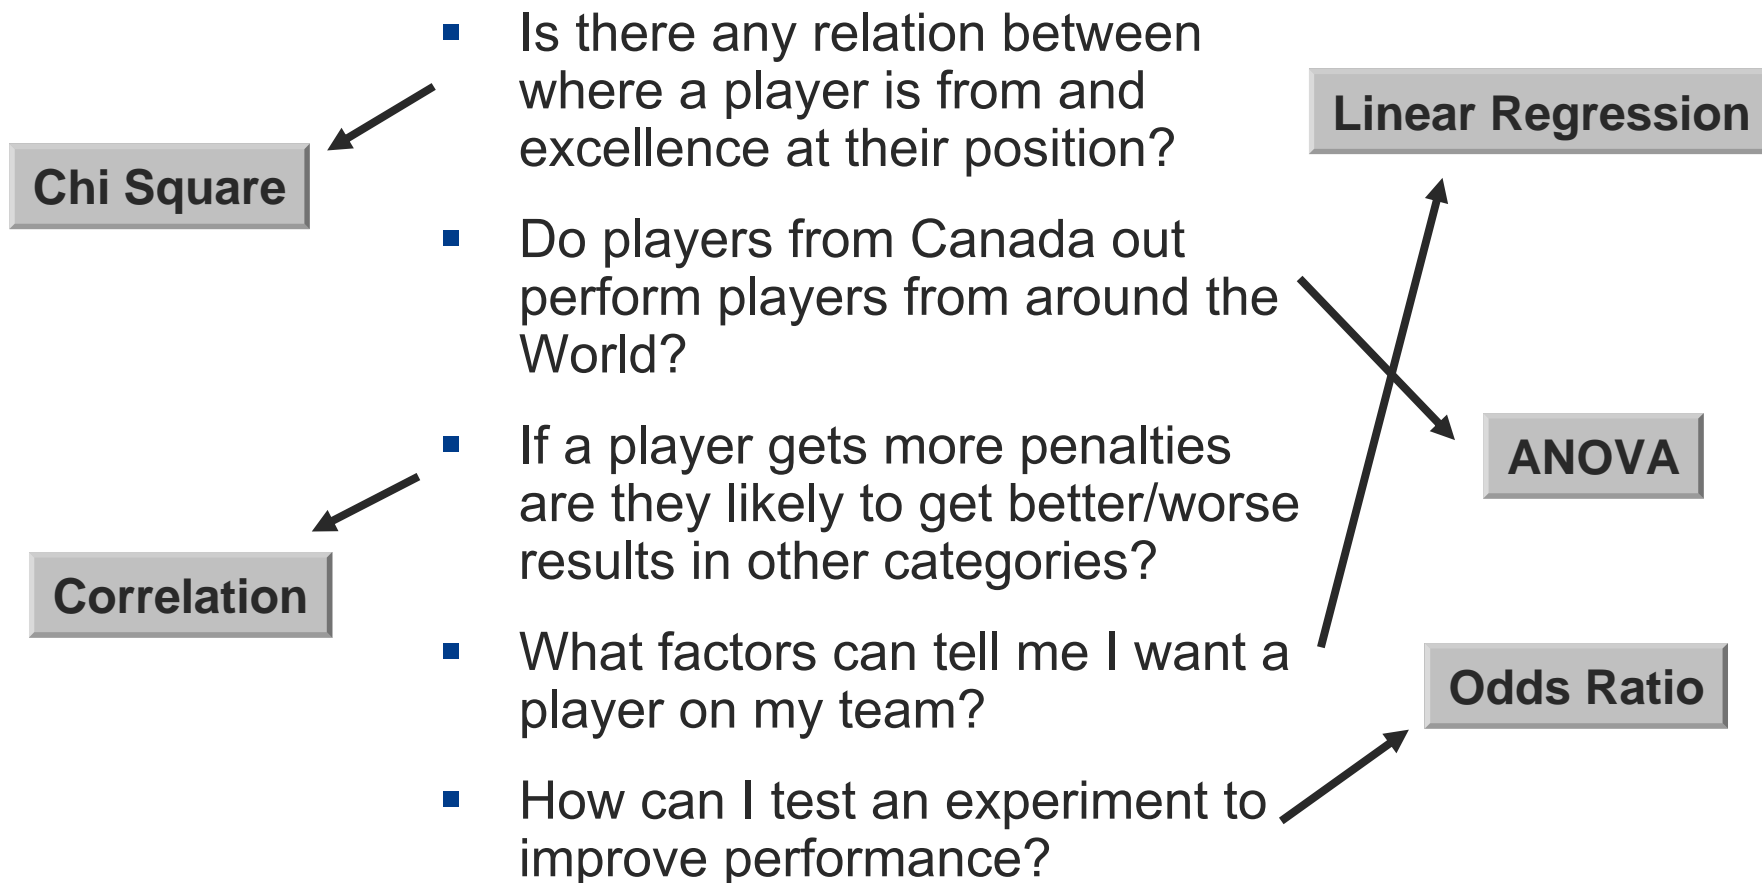 Is there any relation between
where a player is from and
excellence at their position?
Linear Regression
Chi Square
Do players from Canada out
perform players from around the
World?
If a player gets more penalties
are they likely to get better/worse
results in other categories?
ANOVA
Correlation
What factors can tell me I want a
player on my team?
Odds Ratio
How can I test an experiment to
improve performance?